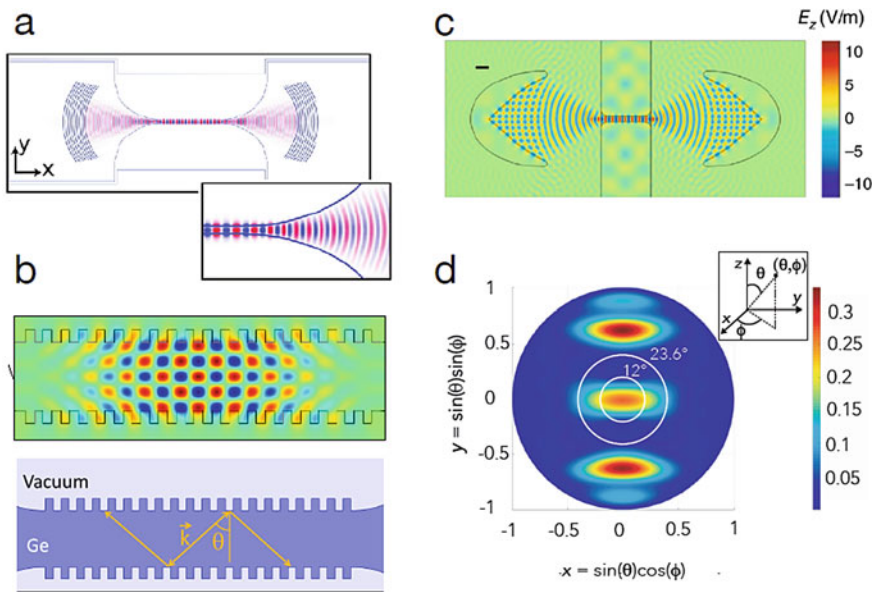 a
y
x
b
Vacuum
Ge
k
θ
c
E_z (V/m)
10
5
0
−5
−10
d
z
θ
(θ,ϕ)
y
x
ϕ
1
0.5
0
-0.5
-1
y = sin(θ)sin(ϕ)
23.6°
12°
-1
-0.5
0
0.5
1
x = sin(θ)cos(ϕ)
0.3
0.25
0.2
0.15
0.1
0.05